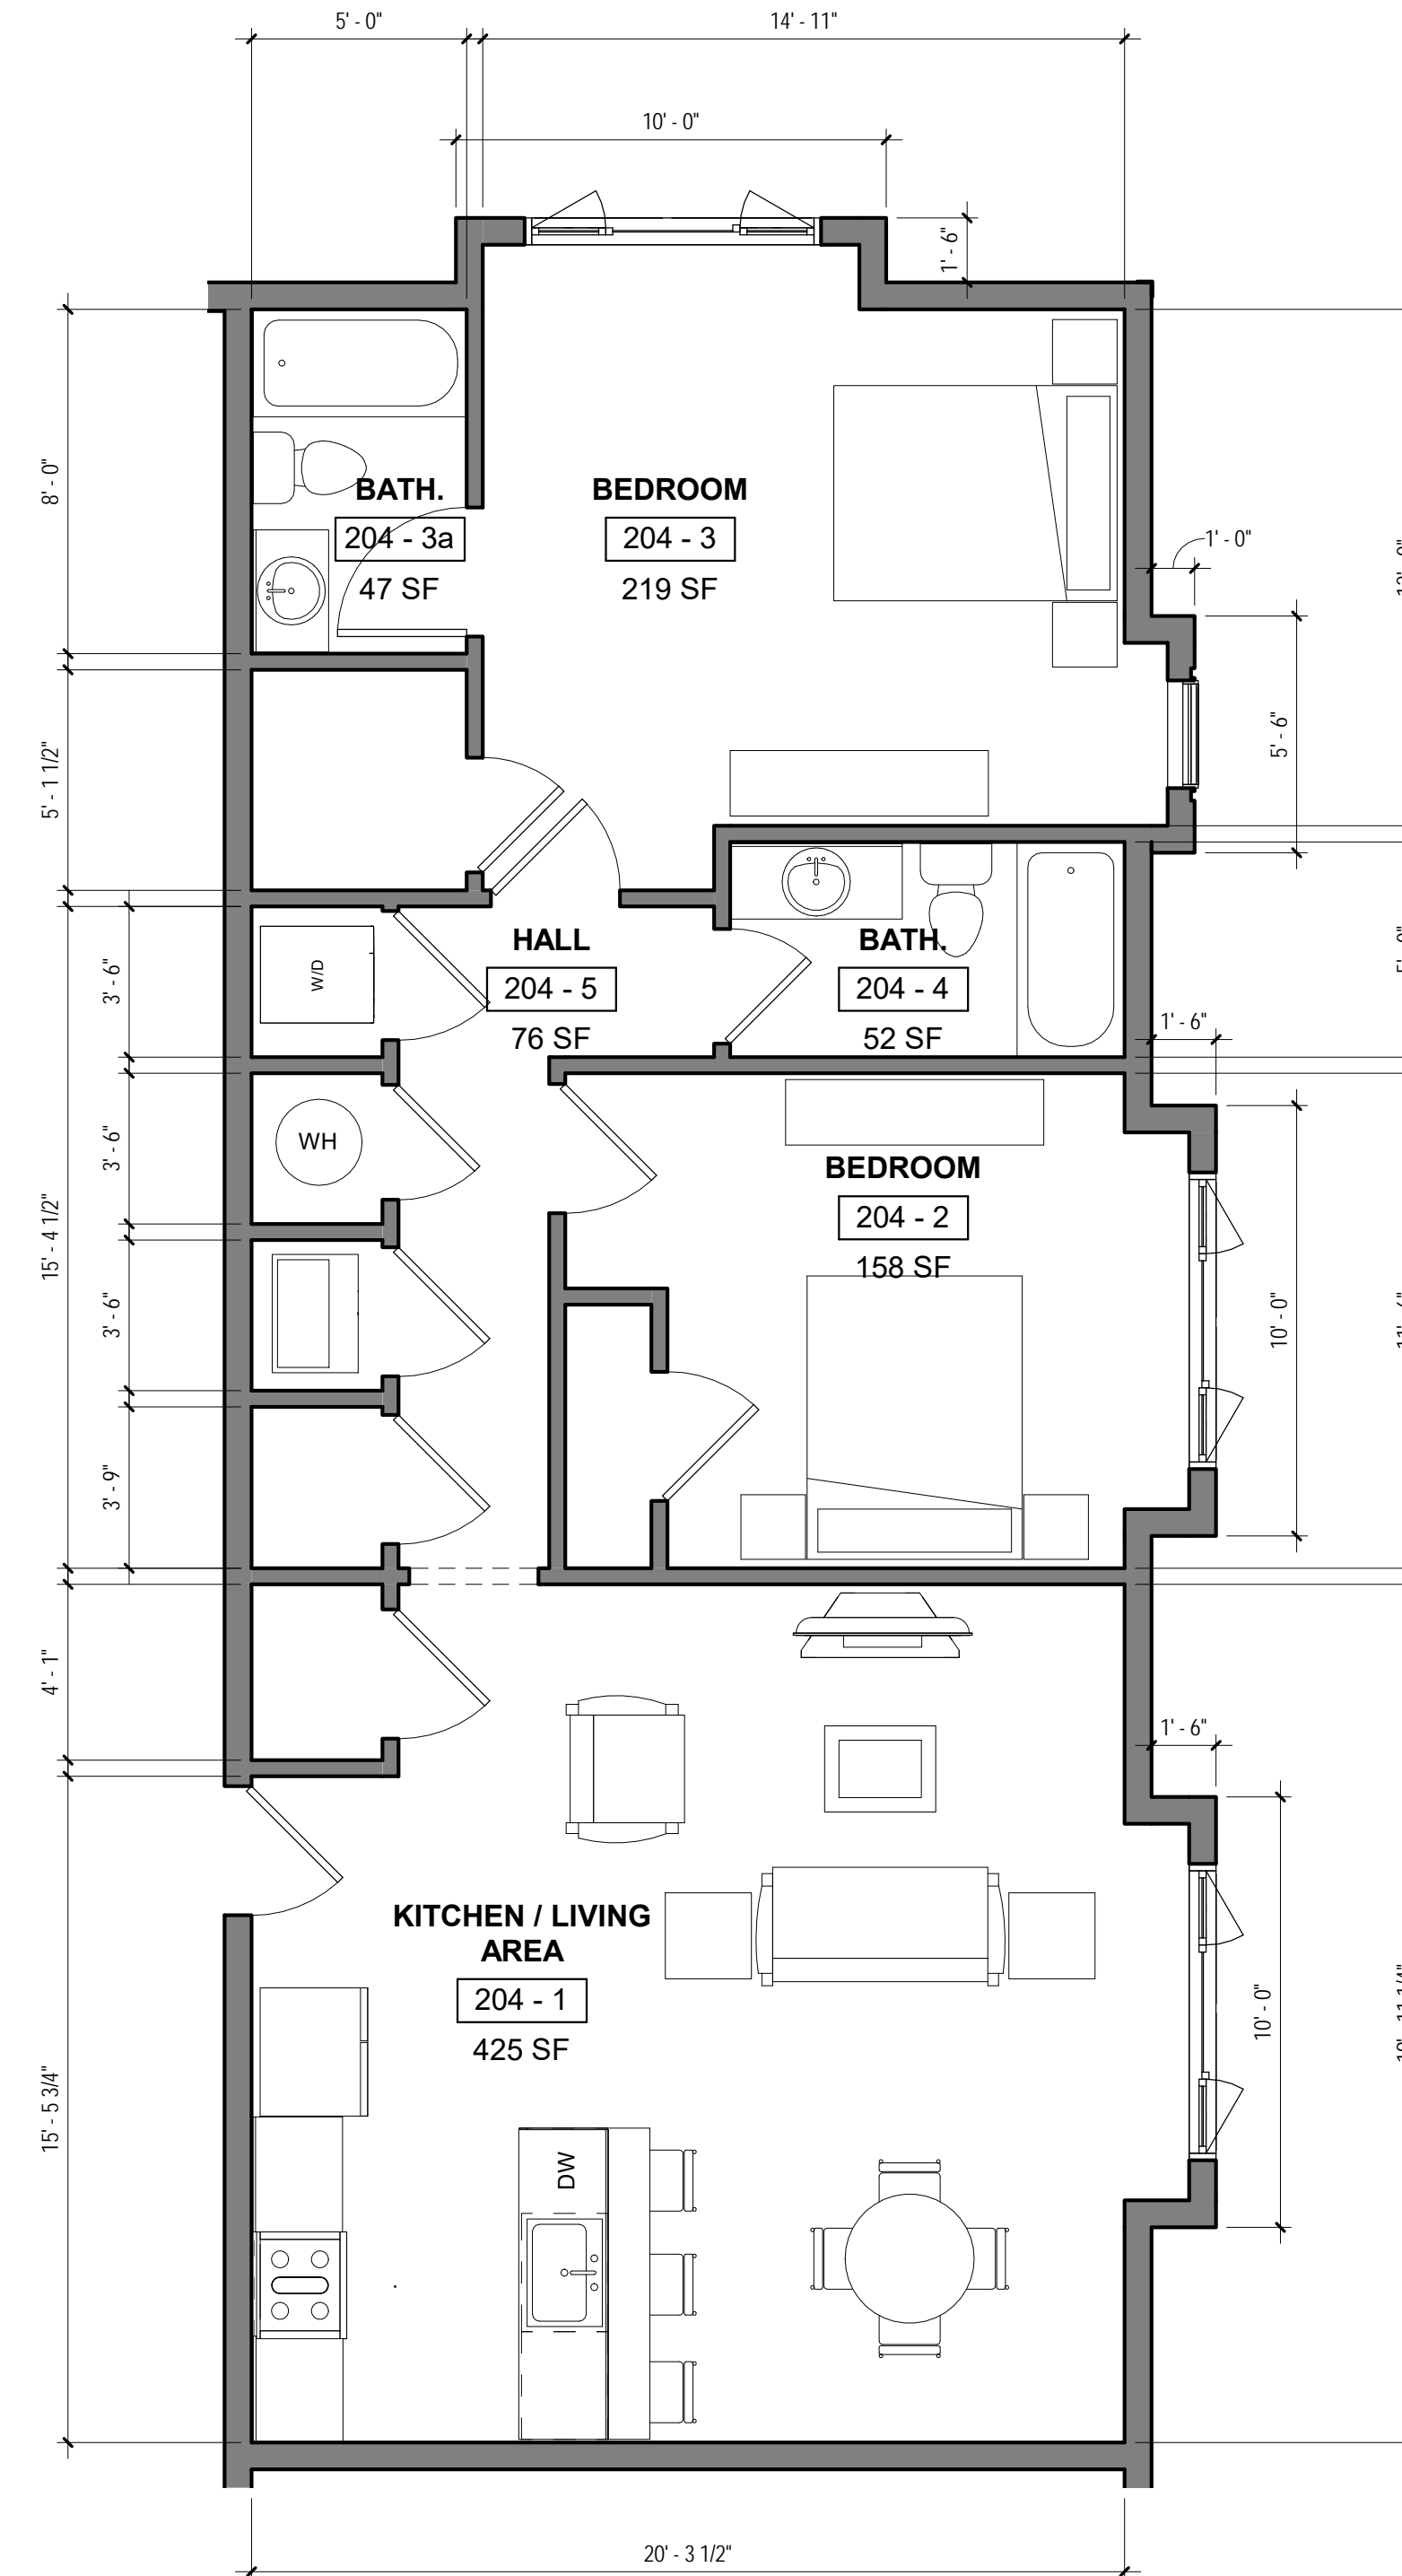 5' - 0"
14' - 11"
10' - 0"
1' - 6"
8' - 0"
BATH.
204 - 3a
47 SF
BEDROOM
204 - 3
219 SF
1' - 0"
5' - 6"
5' - 1 1/2"
HALL
204 - 5
76 SF
BATH.
204 - 4
52 SF
W/D
3' - 6"
1' - 6"
WH
3' - 6"
BEDROOM
204 - 2
158 SF
15' - 4 1/2"
3' - 6"
10' - 0"
3' - 9"
4' - 1"
1' - 6"
KITCHEN / LIVING
AREA
204 - 1
425 SF
10' - 0"
15' - 5 3/4"
DW
20' - 3 1/2"